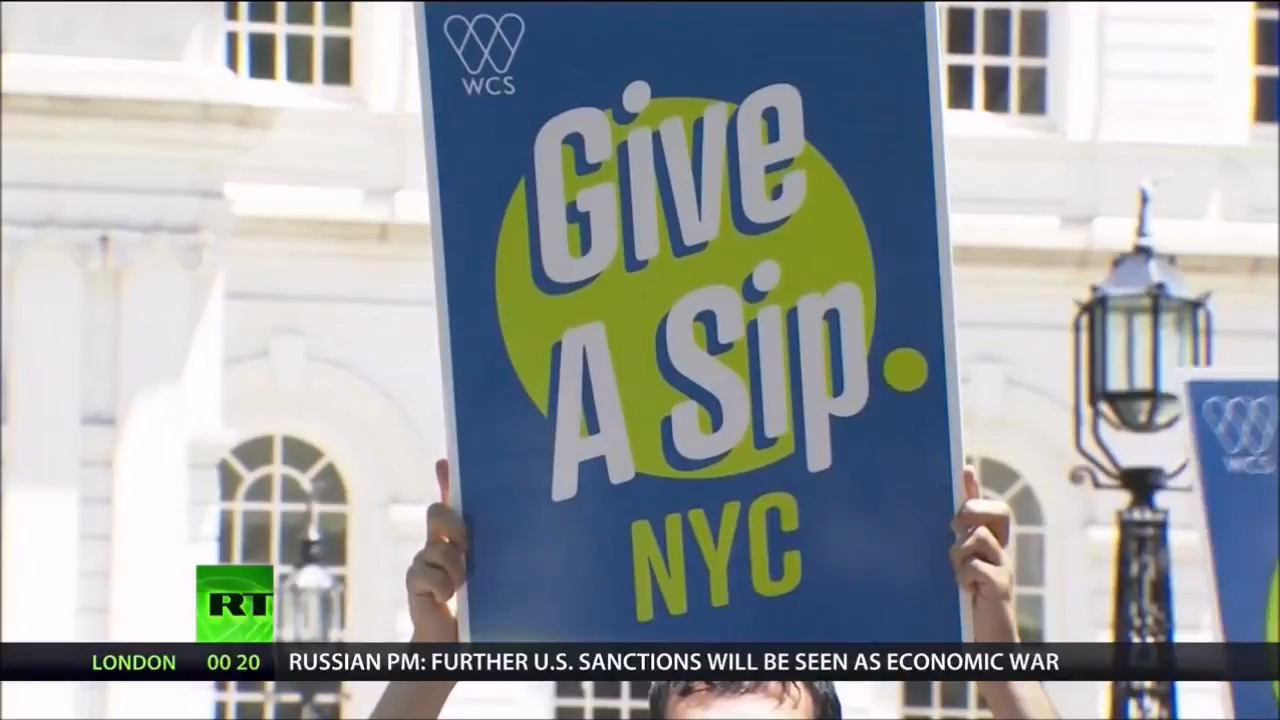 WCS
Give
A Sip.
NYC
WCS
RT
LONDON 00 20 RUSSIAN PM: FURTHER U.S. SANCTIONS WILL BE SEEN AS ECONOMIC WAR